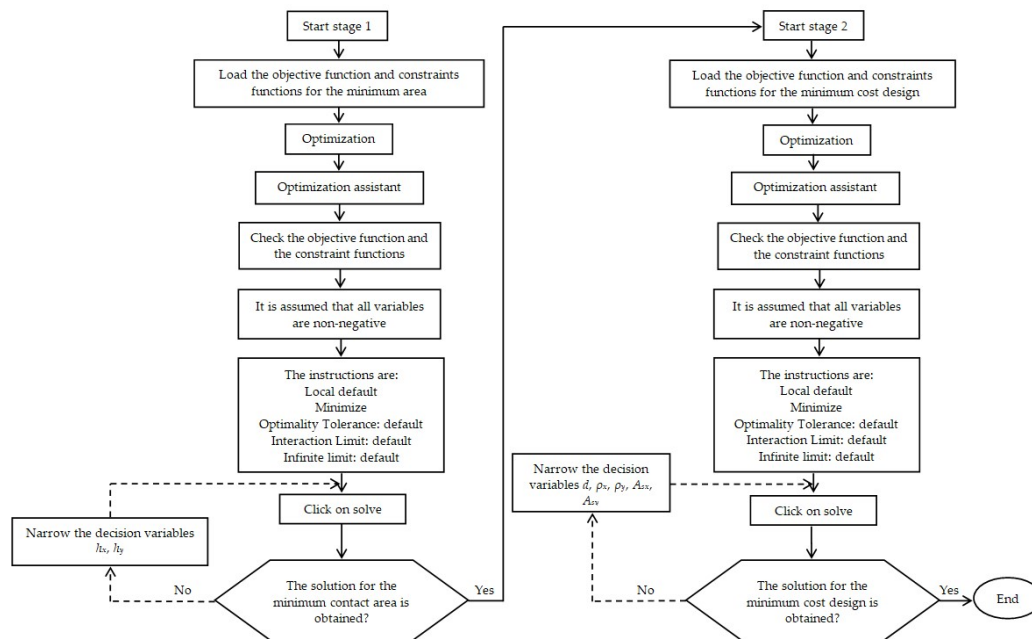 Start stage 1
Load the objective function and constraints
functions for the minimum area
Optimization
Optimization assistant
Check the objective function and
the constraint functions
It is assumed that all variables
are non-negative
The instructions are:
Local default
Minimize
Optimality Tolerance: default
Interaction Limit: default
Infinite limit: default
Click on solve
Narrow the decision variables
hx, hy
No
The solution for the
minimum contact area is
obtained?
Yes
Start stage 2
Load the objective function and constraints
functions for the minimum cost design
Optimization
Optimization assistant
Check the objective function and
the constraint functions
It is assumed that all variables
are non-negative
The instructions are:
Local default
Minimize
Optimality Tolerance: default
Interaction Limit: default
Infinite limit: default
Narrow the decision
variables d, ρx, ρy, Asx,
Asy
Click on solve
No
The solution for the
minimum cost design is
obtained?
Yes
End